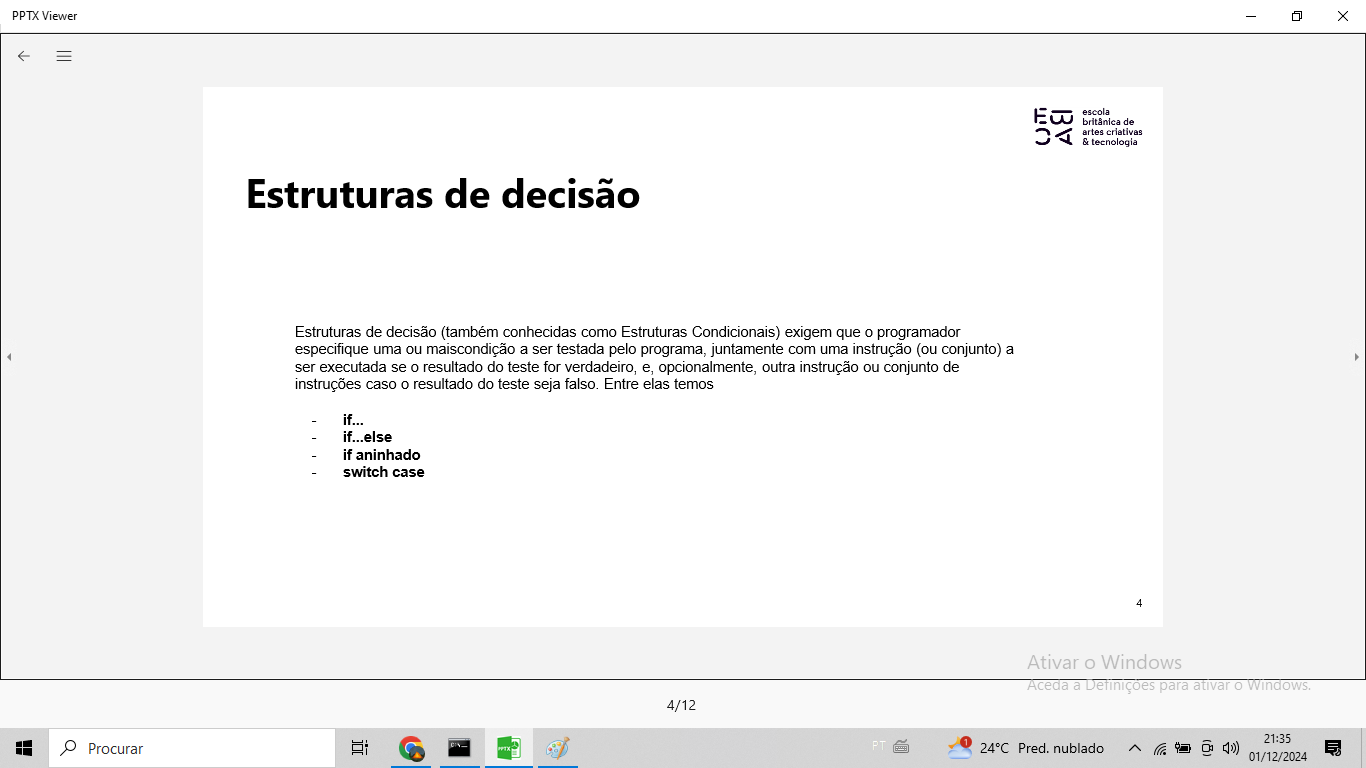 PPTX Viewer
escola
britânica de
artes criativas
& tecnologia
Estruturas de decisão
Estruturas de decisão (também conhecidas como Estruturas Condicionais) exigem que o programador
especifique uma ou maiscondição a ser testada pelo programa, juntamente com uma instrução (ou conjunto) a
ser executada se o resultado do teste for verdadeiro, e, opcionalmente, outra instrução ou conjunto de
instruções caso o resultado do teste seja falso. Entre elas temos
- if...
- if...else
- if aninhado
- switch case
4
Ativar o Windows
Aceda a Definições para ativar o Windows.
4/12
Procurar
PPTX
PT
1
24°C Pred. nublado
21:35
01/12/2024